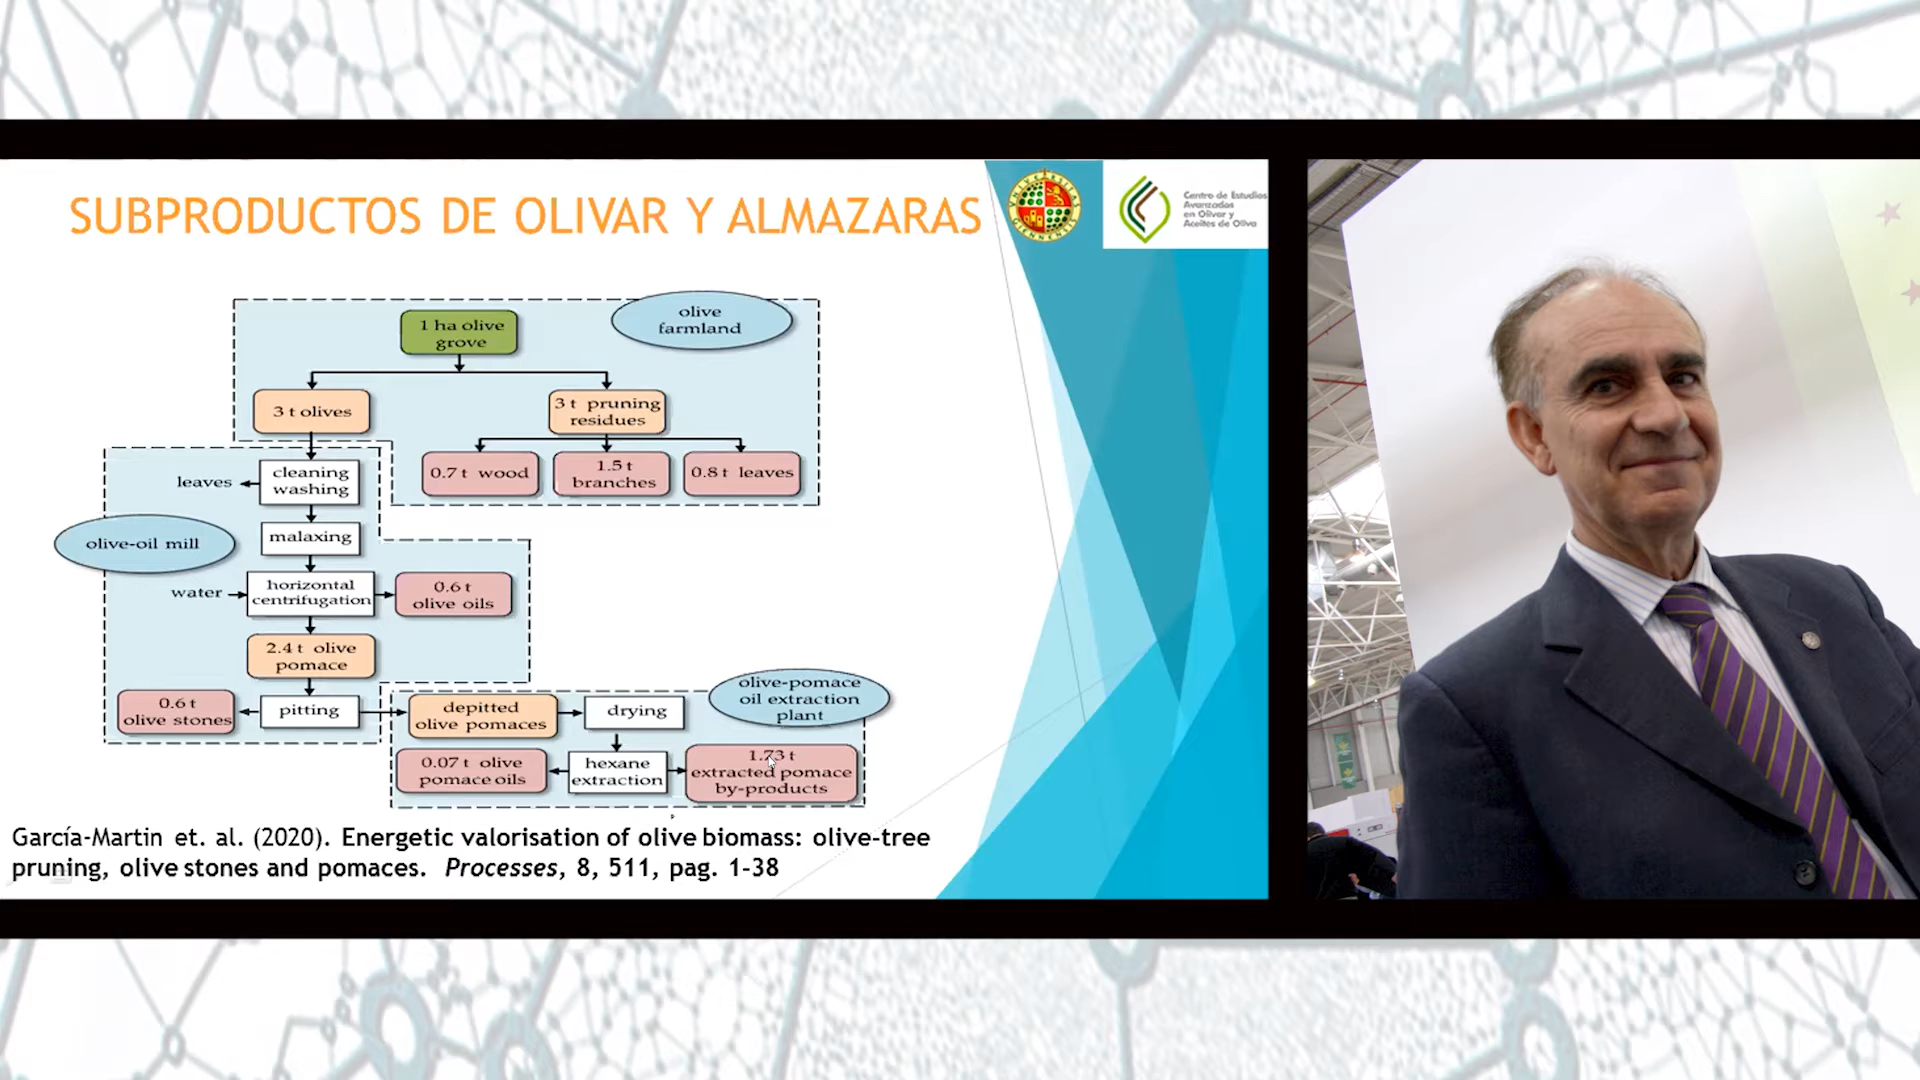 SUBPRODUCTOS DE OLIVAR Y ALMAZARAS
UNIVERSITAS
GIENNENSIS
Centro de Estudios
Avanzados
en Olivar y
Aceites de Oliva
olive
farmland
1 ha olive
grove
3 t olives
3 t pruning
residues
0.7 t wood
1.5 t
branches
0.8 t leaves
leaves
cleaning
washing
olive-oil mill
malaxing
water
horizontal
centrifugation
0.6 t
olive oils
2.4 t olive
pomace
0.6 t
olive stones
pitting
depitted
olive pomaces
drying
olive-pomace
oil extraction
plant
0.07 t olive
pomace oils
hexane
extraction
1.73 t
extracted pomace
by-products
García-Martin et. al. (2020). Energetic valorisation of olive biomass: olive-tree
pruning, olive stones and pomaces. Processes, 8, 511, pag. 1-38